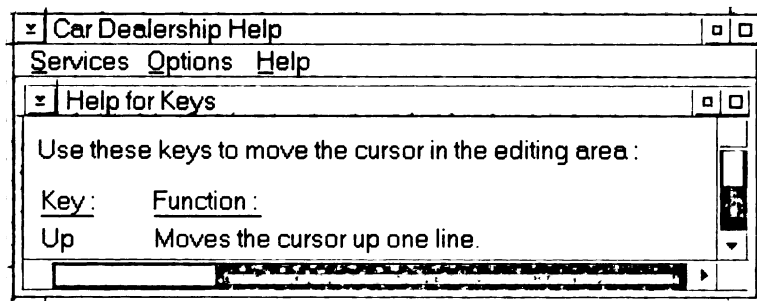 Car Dealership Help
Services Options Help
Help for Keys
Use these keys to move the cursor in the editing area :
Key : Function :
Up Moves the cursor up one line.